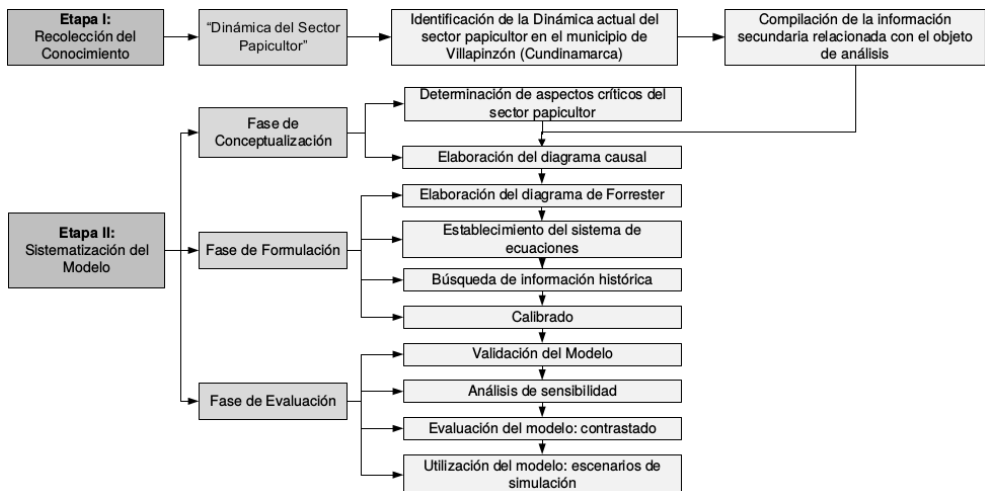 Etapa I:
Recolección del
Conocimiento
“Dinámica del Sector
Papicultor”
Identificación de la Dinámica actual del
sector papicultor en el municipio de
Villapinzón (Cundinamarca)
Compilación de la información
secundaria relacionada con el objeto
de análisis
Etapa II:
Sistematización del
Modelo
Fase de
Conceptualización
Determinación de aspectos críticos del
sector papicultor
Elaboración del diagrama causal
Fase de Formulación
Elaboración del diagrama de Forrester
Establecimiento del sistema de
ecuaciones
Búsqueda de información histórica
Calibrado
Fase de Evaluación
Validación del Modelo
Análisis de sensibilidad
Evaluación del modelo: contrastado
Utilización del modelo: escenarios de
simulación